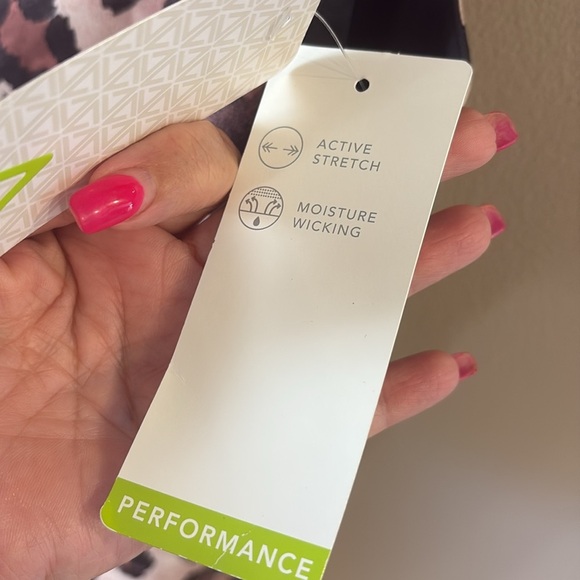 ACTIVE
STRETCH
MOISTURE
WICKING
PERFORMANCE